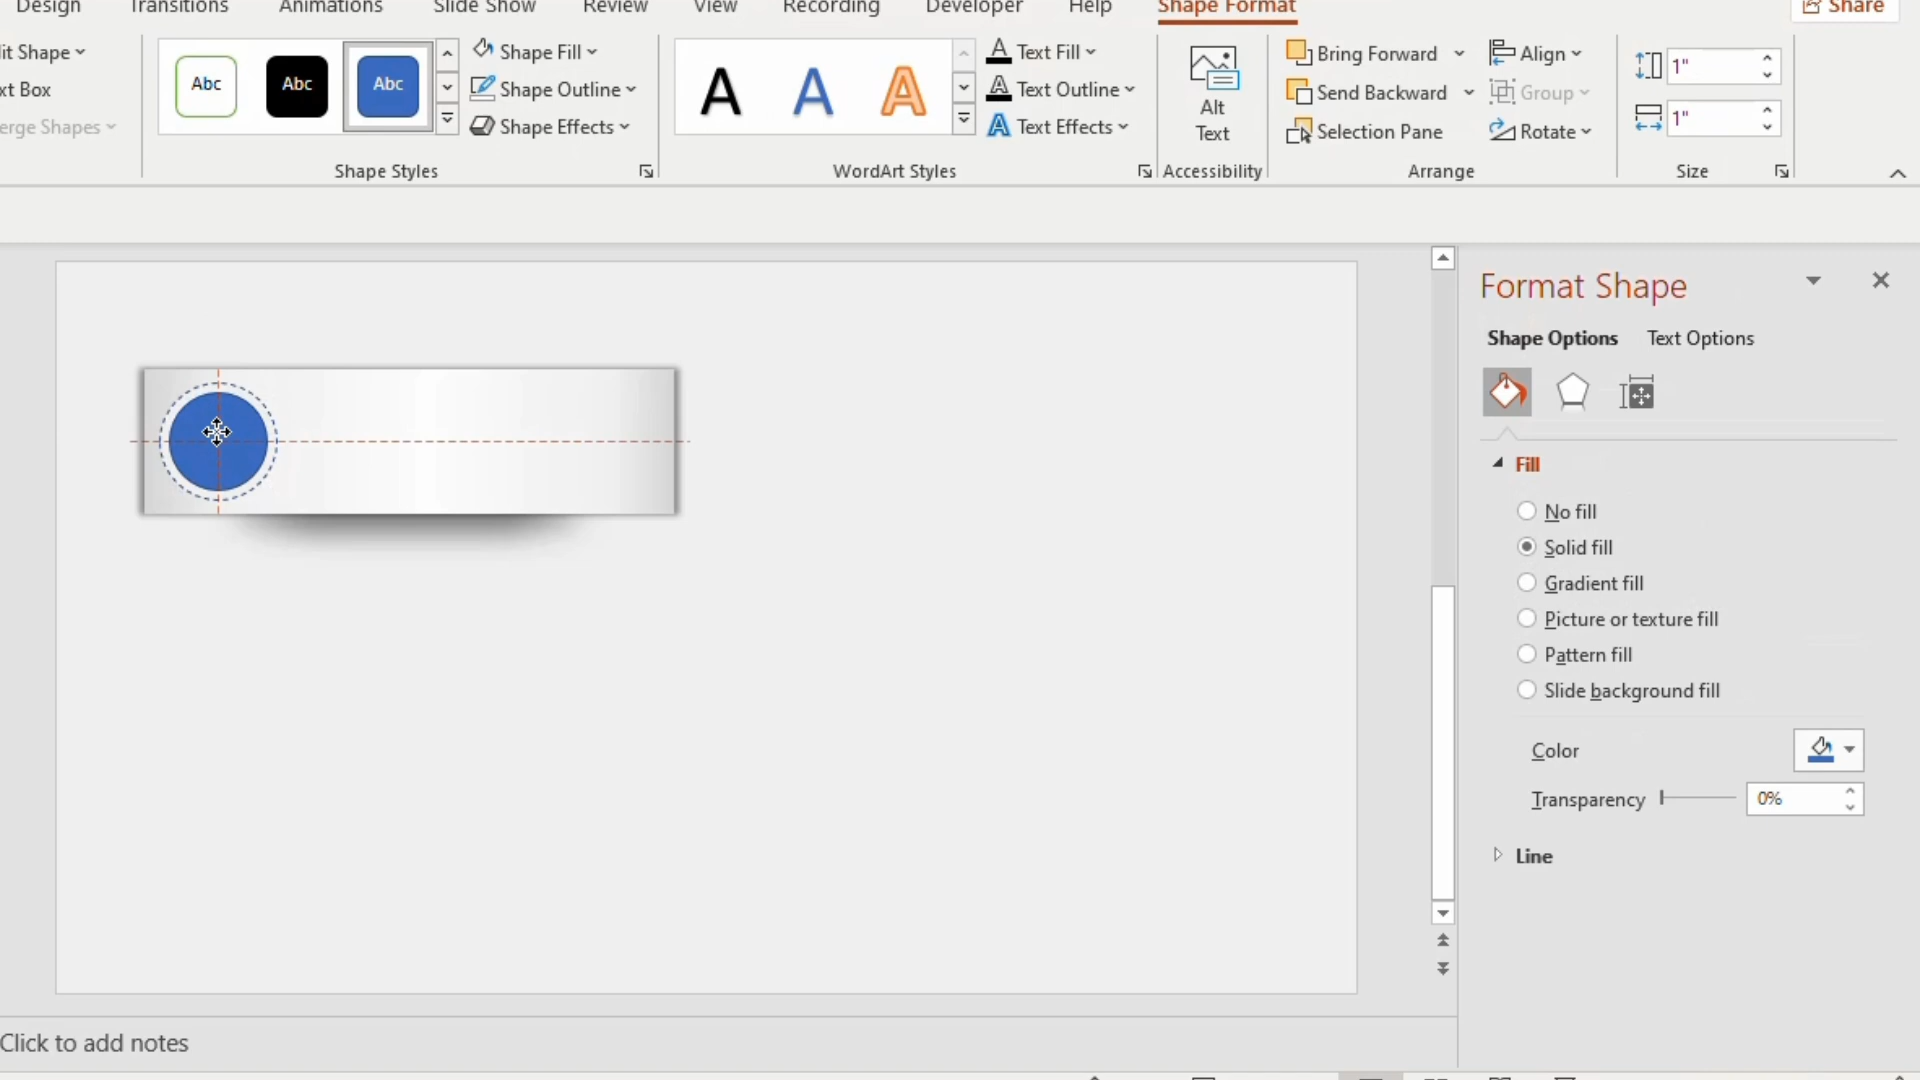 Design Transitions Animations Slide Show Review View Recording Developer Help Shape Format Share
it Shape
xt Box
erge Shapes
Abc Abc Abc
Shape Fill
Shape Outline
Shape Effects
Shape Styles
A A A
Text Fill
Text Outline
Text Effects
WordArt Styles
Alt
Text
Accessibility
Bring Forward
Send Backward
Selection Pane
Align
Group
Rotate
Arrange
1"
1"
Size
Format Shape
Shape Options Text Options
Fill
No fill
Solid fill
Gradient fill
Picture or texture fill
Pattern fill
Slide background fill
Color
Transparency 0%
Line
Click to add notes